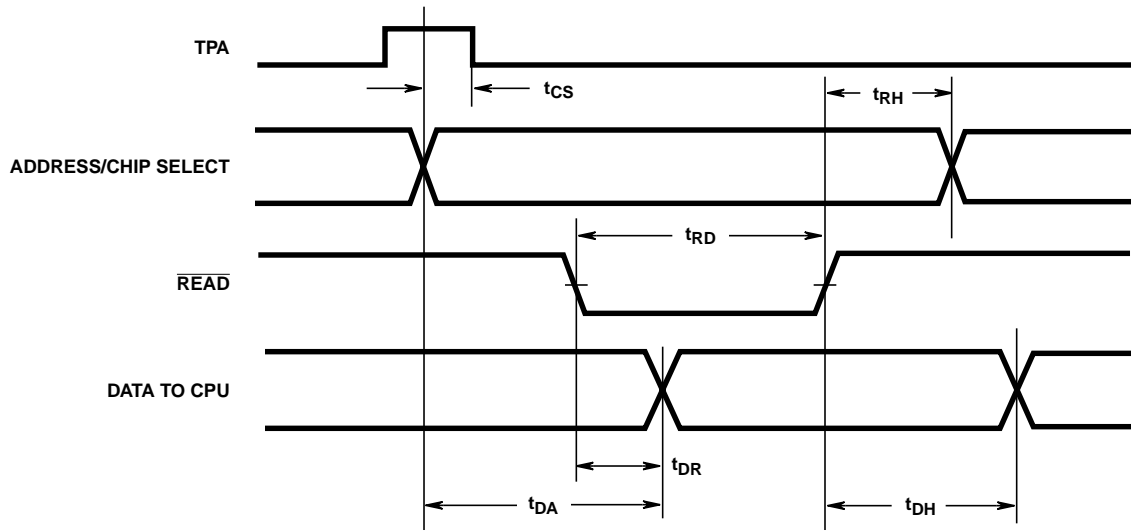 TPA
tCS
tRH
ADDRESS/CHIP SELECT
tRD
READ
DATA TO CPU
tDR
tDA
tDH